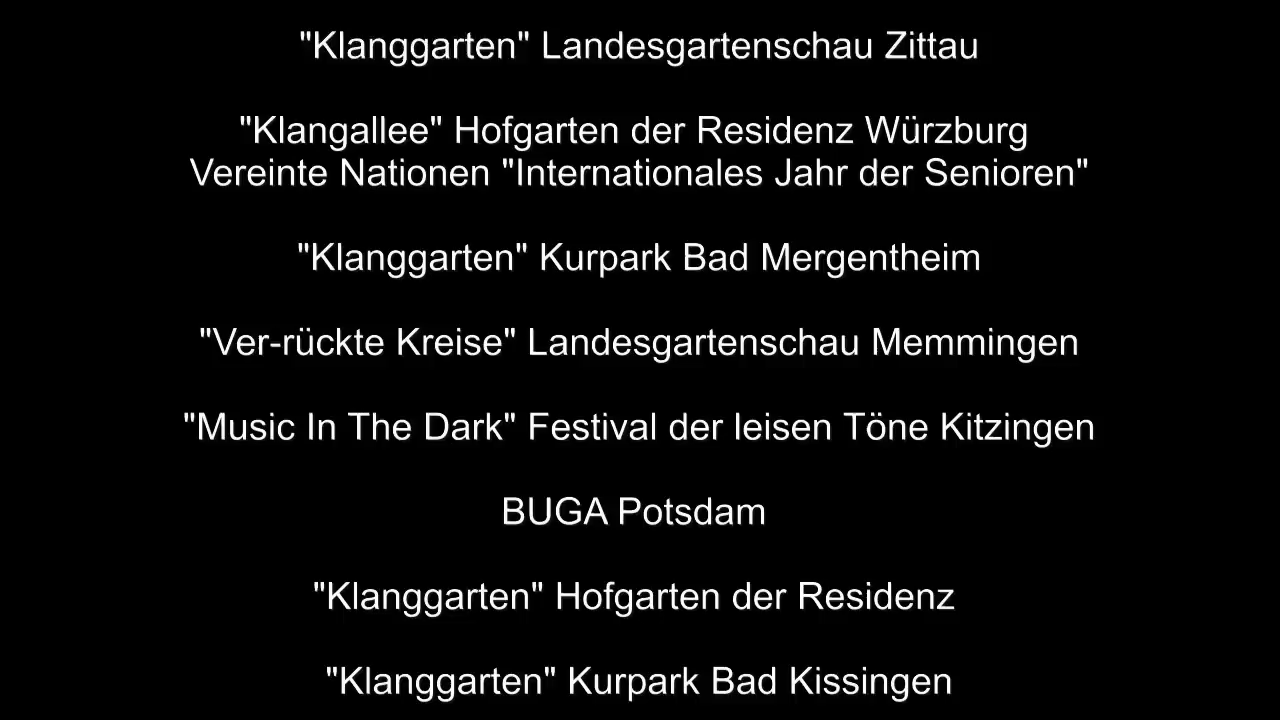 "Klanggarten" Landesgartenschau Zittau
"Klangallee" Hofgarten der Residenz Würzburg
Vereinte Nationen "Internationales Jahr der Senioren"
"Klanggarten" Kurpark Bad Mergentheim
"Ver-rückte Kreise" Landesgartenschau Memmingen
"Music In The Dark" Festival der leisen Töne Kitzingen
BUGA Potsdam
"Klanggarten" Hofgarten der Residenz
"Klanggarten" Kurpark Bad Kissingen